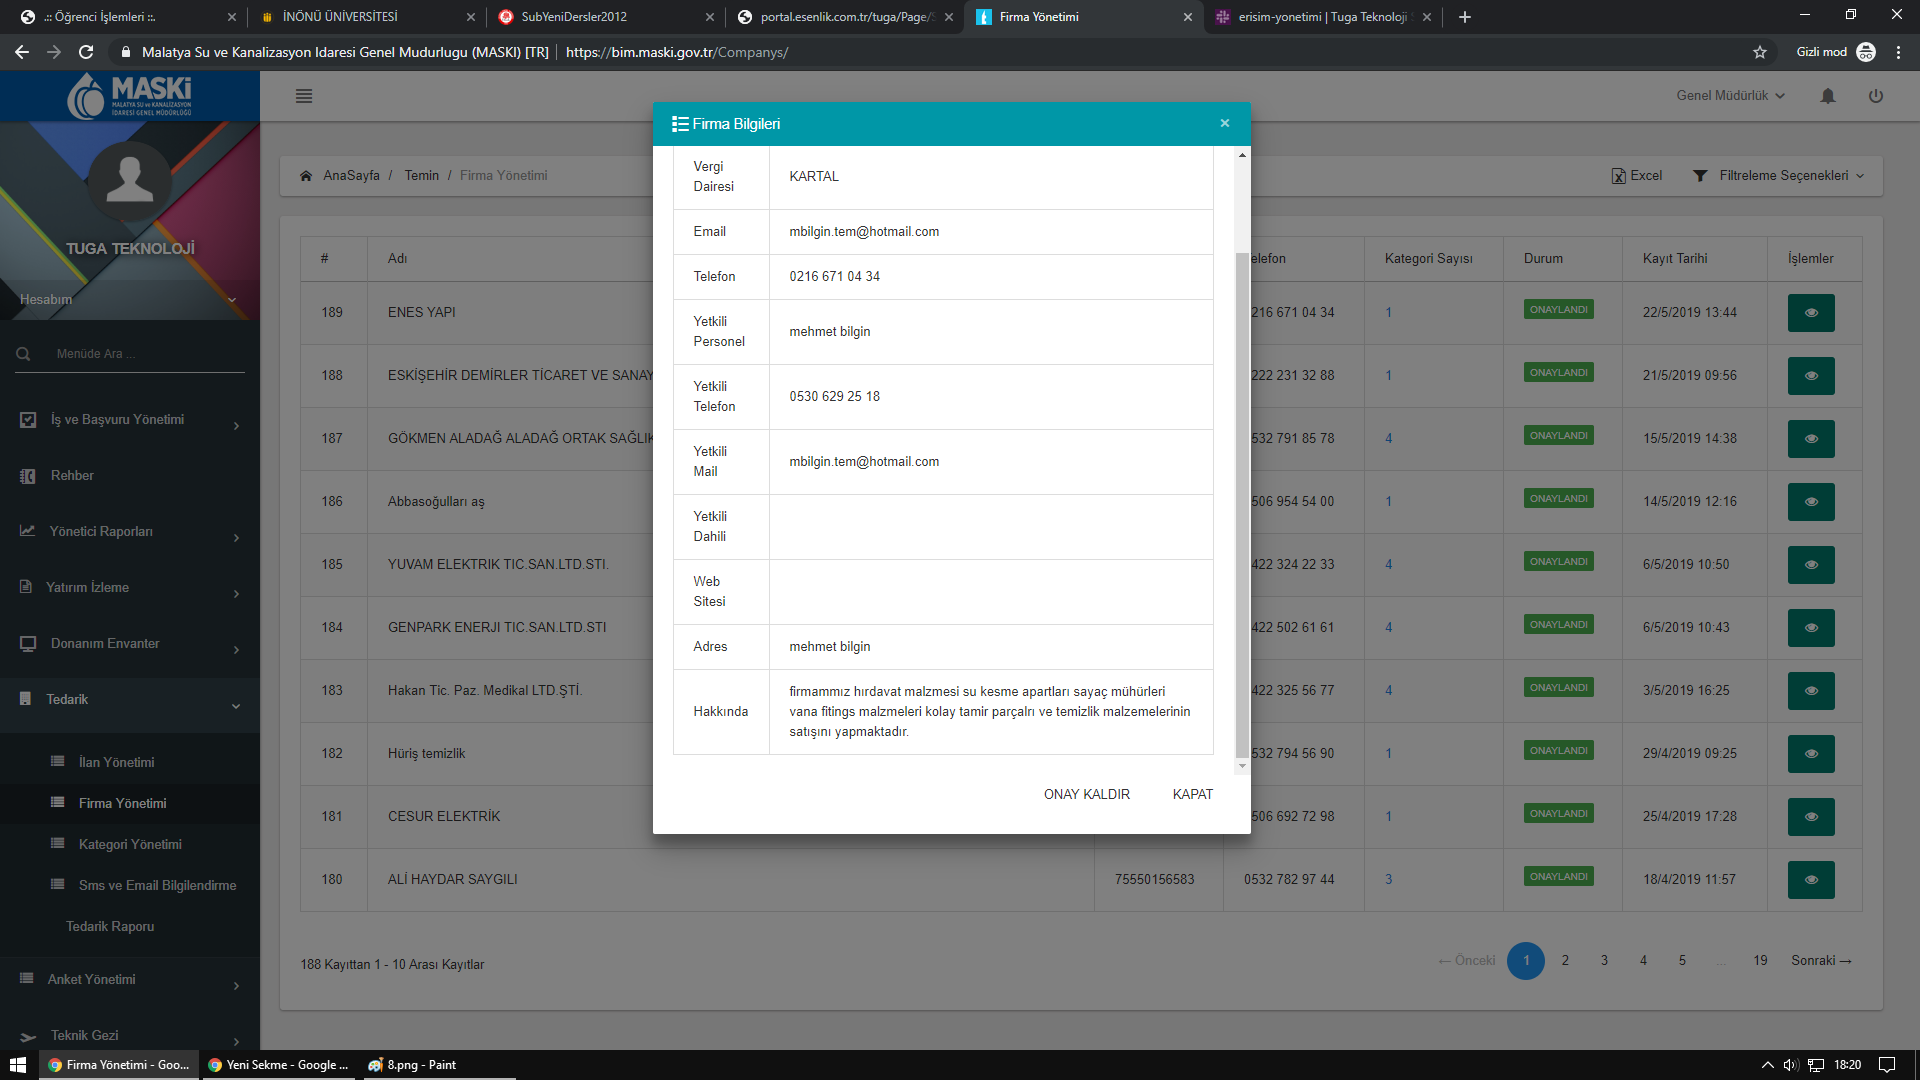 .:: Öğrenci İşlemleri ::.
İNÖNÜ ÜNİVERSİTESİ
SubYeniDersler2012
portal.esenlik.com.tr/tuga/Page/
Firma Yönetimi
erisim-yonetimi | Tuga Teknoloji
Malatya Su ve Kanalizasyon Idaresi Genel Mudurlugu (MASKI) [TR]
https://bim.maski.gov.tr/Companys/
Gizli mod
MASKİ
MALATYA SU ve KANALİZASYON
İDARESİ GENEL MÜDÜRLÜĞÜ
Genel Müdürlük
TUGA TEKNOLOJİ
Hesabım
Menüde Ara ...
İş ve Başvuru Yönetimi
Rehber
Yönetici Raporları
Yatırım İzleme
Donanım Envanter
Tedarik
İlan Yönetimi
Firma Yönetimi
Kategori Yönetimi
Sms ve Email Bilgilendirme
Tedarik Raporu
Anket Yönetimi
Teknik Gezi
AnaSayfa / Temin / Firma Yönetimi
Excel
Filtreleme Seçenekleri
# Adı elefon Kategori Sayısı Durum Kayıt Tarihi İşlemler
189 ENES YAPI 216 671 04 34 1 ONAYLANDI 22/5/2019 13:44
188 ESKİŞEHİR DEMİRLER TİCARET VE SANAY 222 231 32 88 1 ONAYLANDI 21/5/2019 09:56
187 GÖKMEN ALADAĞ ALADAĞ ORTAK SAĞLIK 532 791 85 78 4 ONAYLANDI 15/5/2019 14:38
186 Abbasoğulları aş 506 954 54 00 1 ONAYLANDI 14/5/2019 12:16
185 YUVAM ELEKTRIK TIC.SAN.LTD.STI. 422 324 22 33 4 ONAYLANDI 6/5/2019 10:50
184 GENPARK ENERJI TIC.SAN.LTD.STI 422 502 61 61 4 ONAYLANDI 6/5/2019 10:43
183 Hakan Tic. Paz. Medikal LTD.ŞTİ. 422 325 56 77 4 ONAYLANDI 3/5/2019 16:25
182 Hüriş temizlik 532 794 56 90 1 ONAYLANDI 29/4/2019 09:25
181 CESUR ELEKTRİK 506 692 72 98 1 ONAYLANDI 25/4/2019 17:28
180 ALİ HAYDAR SAYGILI 75550156583 0532 782 97 44 3 ONAYLANDI 18/4/2019 11:57
188 Kayıttan 1 - 10 Arası Kayıtlar
← Önceki 1 2 3 4 5 ... 19 Sonraki →
Firma Bilgileri ×
Vergi
Dairesi
KARTAL
Email mbilgin.tem@hotmail.com
Telefon 0216 671 04 34
Yetkili
Personel
mehmet bilgin
Yetkili
Telefon
0530 629 25 18
Yetkili
Mail
mbilgin.tem@hotmail.com
Yetkili
Dahili
Web
Sitesi
Adres mehmet bilgin
Hakkında
firmammız hırdavat malzmesi su kesme apartları sayaç mühürleri
vana fitings malzmeleri kolay tamir parçalrı ve temizlik malzemelerinin
satışını yapmaktadır.
ONAY KALDIR KAPAT
Firma Yönetimi - Goo...
Yeni Sekme - Google ...
8.png - Paint
18:20